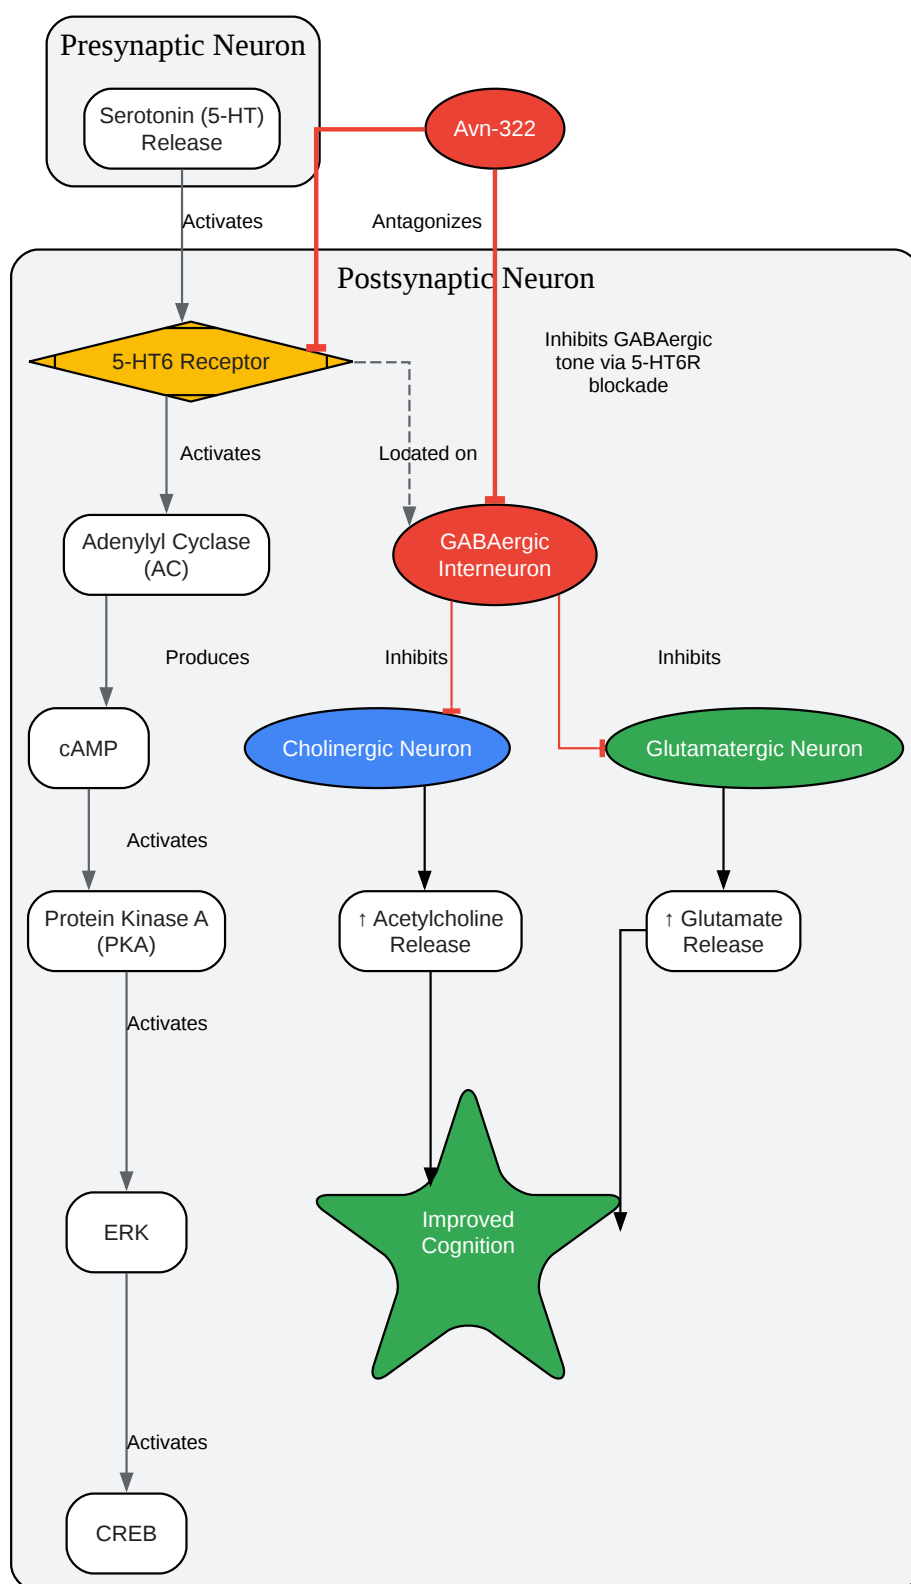 Presynaptic Neuron
Serotonin (5-HT)
Release
Avn-322
Activates
Antagonizes
Postsynaptic Neuron
5-HT6 Receptor
Inhibits GABAergic
tone via 5-HT6R
blockade
Activates
Located on
Adenylyl Cyclase
(AC)
GABAergic
Interneuron
Produces
Inhibits
Inhibits
cAMP
Cholinergic Neuron
Glutamatergic Neuron
Activates
Protein Kinase A
(PKA)
↑ Acetylcholine
Release
↑ Glutamate
Release
Activates
ERK
Improved
Cognition
Activates
CREB